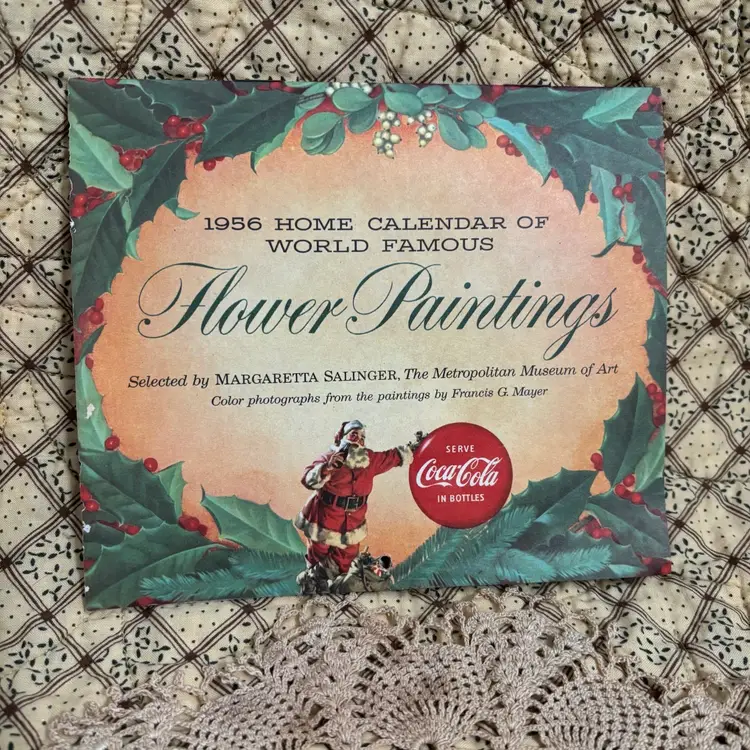 1956 HOME CALENDAR OF
WORLD FAMOUS
Flower Paintings
Selected by MARGARETTA SALINGER, The Metropolitan Museum of Art
Color photographs from the paintings by Francis G. Mayer
SERVE
Coca-Cola
IN BOTTLES